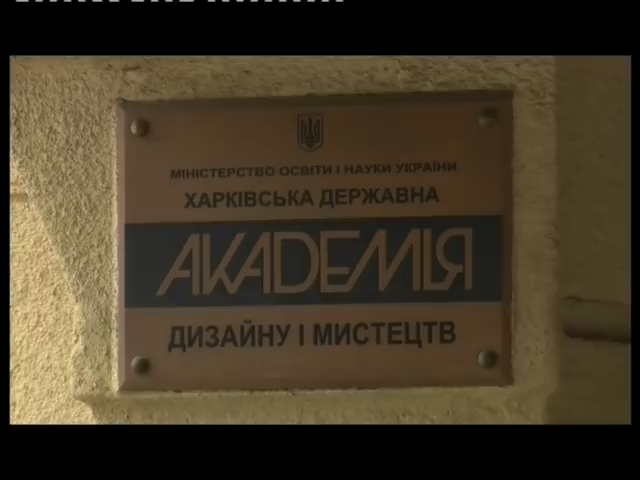 МІНІСТЕРСТВО ОСВІТИ І НАУКИ УКРАЇНИ
ХАРКІВСЬКА ДЕРЖАВНА
АКАДЕМІЯ
ДИЗАЙНУ І МИСТЕЦТВ